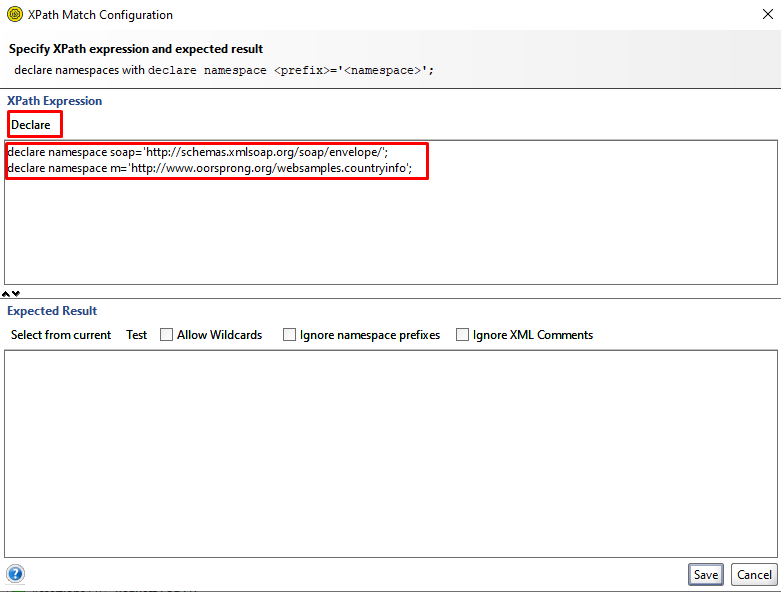 XPath Match Configuration
Specify XPath expression and expected result
declare namespaces with declare namespace <prefix>='<namespace>';
XPath Expression
Declare
declare namespace soap='http://schemas.xmlsoap.org/soap/envelope/';
declare namespace m='http://www.oorsprong.org/websamples.countryinfo';
Expected Result
Select from current Test Allow Wildcards Ignore namespace prefixes Ignore XML Comments
? Save Cancel